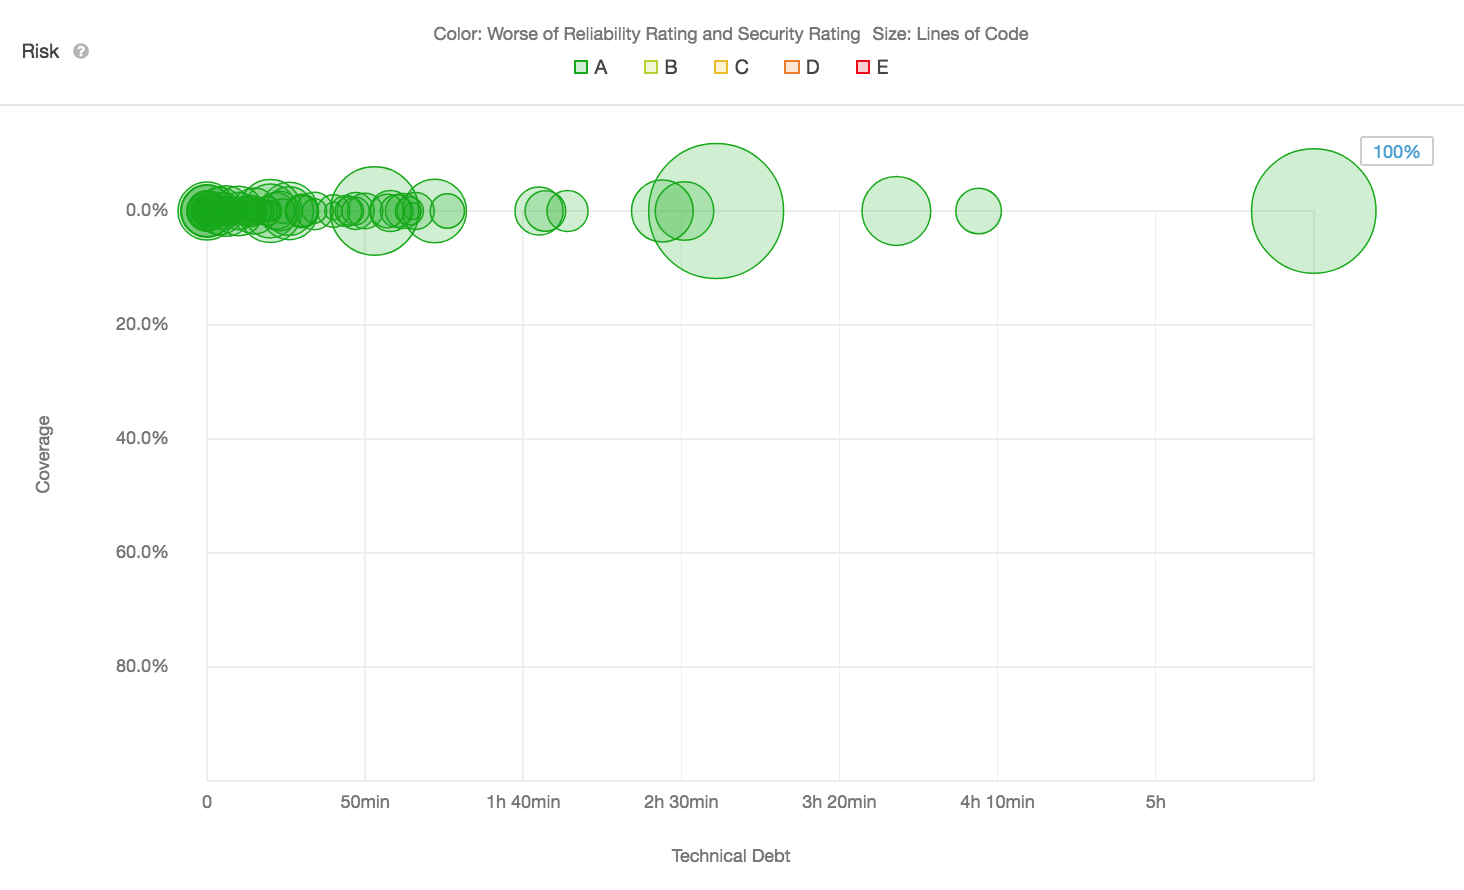 Color: Worse of Reliability Rating and Security Rating Size: Lines of Code
Risk ?
A B C D E
100%
0.0%
20.0%
40.0%
60.0%
80.0%
Coverage
0 50min 1h 40min 2h 30min 3h 20min 4h 10min 5h
Technical Debt